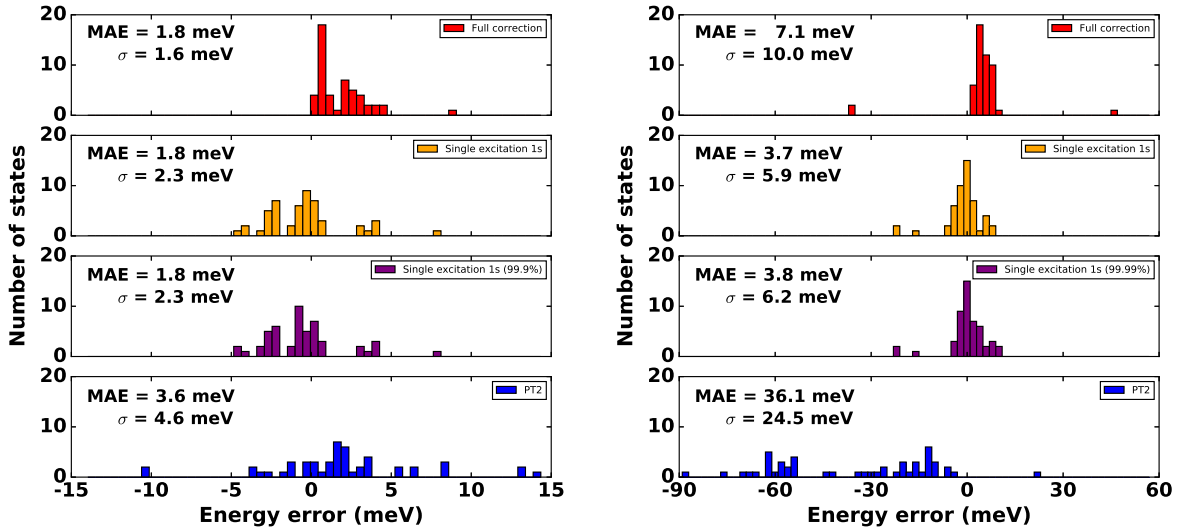 20
MAE = 1.8 meV
σ = 1.6 meV
Full correction
10
0
20
MAE = 1.8 meV
σ = 2.3 meV
Single excitation 1s
10
0
20
MAE = 1.8 meV
σ = 2.3 meV
Single excitation 1s (99.9%)
10
0
20
MAE = 3.6 meV
σ = 4.6 meV
PT2
10
0
-15 -10 -5 0 5 10 15
Energy error (meV)
Number of states
20
MAE = 7.1 meV
σ = 10.0 meV
Full correction
10
0
20
MAE = 3.7 meV
σ = 5.9 meV
Single excitation 1s
10
0
20
MAE = 3.8 meV
σ = 6.2 meV
Single excitation 1s (99.99%)
10
0
20
MAE = 36.1 meV
σ = 24.5 meV
PT2
10
0
-90 -60 -30 0 30 60
Energy error (meV)
Number of states